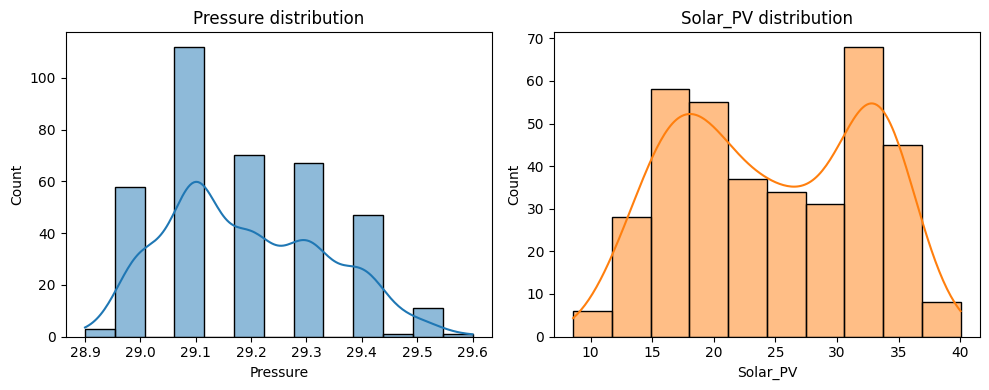 Pressure distribution
Count
100
80
60
40
20
0
28.9 29.0 29.1 29.2 29.3 29.4 29.5 29.6
Pressure
Solar_PV distribution
Count
70
60
50
40
30
20
10
0
10 15 20 25 30 35 40
Solar_PV